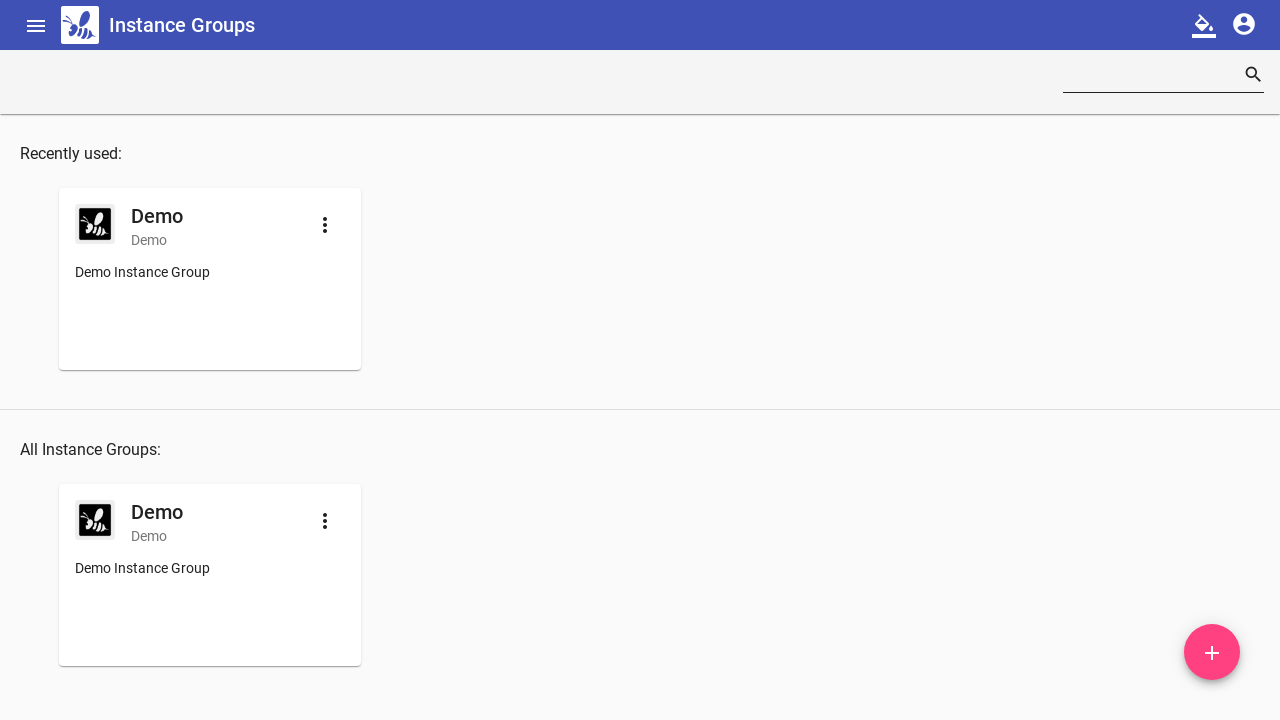 Instance Groups
Recently used:
Demo
Demo
Demo Instance Group
All Instance Groups:
Demo
Demo
Demo Instance Group